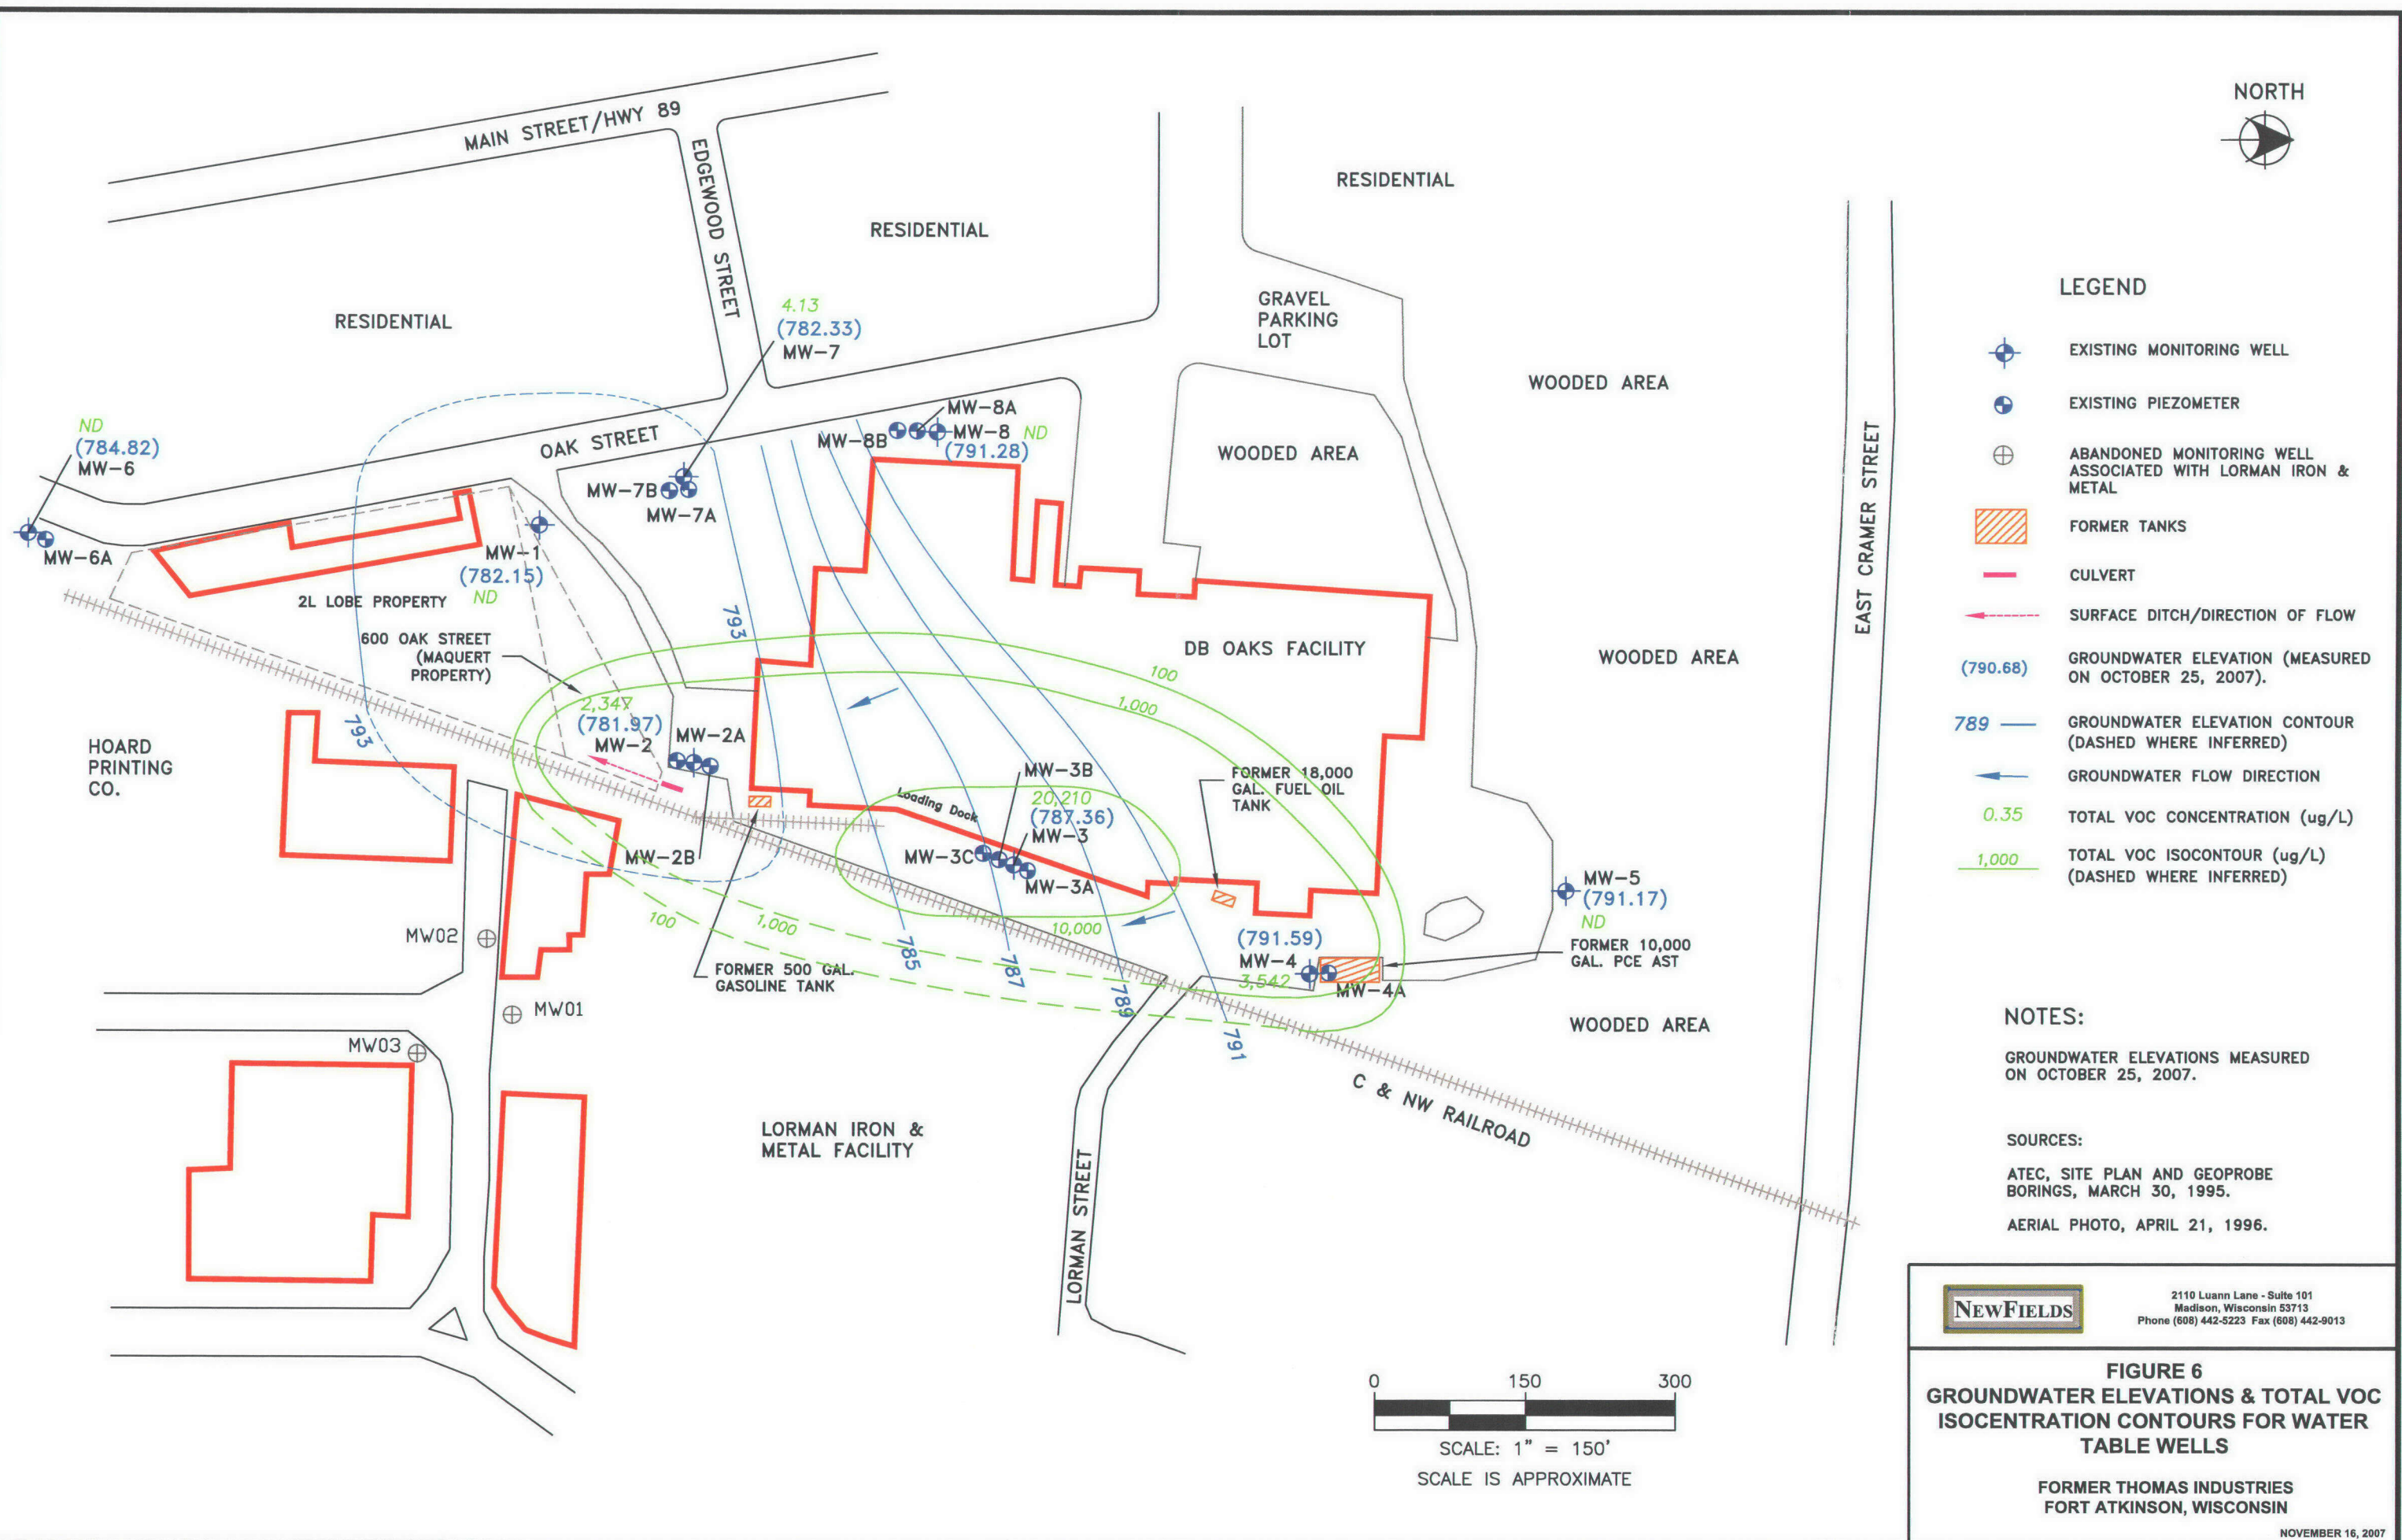 MAIN STREET/HWY 89
EDGEWOOD STREET
RESIDENTIAL
RESIDENTIAL
RESIDENTIAL
NORTH
GRAVEL
PARKING
LOT
WOODED AREA
WOODED AREA
WOODED AREA
WOODED AREA
EAST CRAMER STREET
4.13
(782.33)
MW-7
ND
(784.82)
MW-6
MW-6A
OAK STREET
MW-8A
MW-8B
MW-8 ND
(791.28)
MW-7B
MW-7A
MW-1
(782.15)
ND
2L LOBE PROPERTY
600 OAK STREET
(MAQUERT
PROPERTY)
793
793
DB OAKS FACILITY
100
1,000
2,347
(781.97)
MW-2
MW-2A
MW-2B
HOARD
PRINTING
CO.
Loading Dock
MW-3B
20,210
(787.36)
MW-3
MW-3C
MW-3A
FORMER 18,000
GAL. FUEL OIL
TANK
10,000
MW-5
(791.17)
ND
(791.59)
MW-4
3,542
MW-4A
FORMER 10,000
GAL. PCE AST
100
1,000
785
787
789
791
FORMER 500 GAL.
GASOLINE TANK
MW02
MW01
MW03
LORMAN IRON &
METAL FACILITY
LORMAN STREET
C & NW RAILROAD
LEGEND
EXISTING MONITORING WELL
EXISTING PIEZOMETER
ABANDONED MONITORING WELL
ASSOCIATED WITH LORMAN IRON &
METAL
FORMER TANKS
CULVERT
SURFACE DITCH/DIRECTION OF FLOW
(790.68) GROUNDWATER ELEVATION (MEASURED
ON OCTOBER 25, 2007).
789 GROUNDWATER ELEVATION CONTOUR
(DASHED WHERE INFERRED)
GROUNDWATER FLOW DIRECTION
0.35 TOTAL VOC CONCENTRATION (ug/L)
1,000 TOTAL VOC ISOCONTOUR (ug/L)
(DASHED WHERE INFERRED)
NOTES:
GROUNDWATER ELEVATIONS MEASURED
ON OCTOBER 25, 2007.
SOURCES:
ATEC, SITE PLAN AND GEOPROBE
BORINGS, MARCH 30, 1995.
AERIAL PHOTO, APRIL 21, 1996.
0 150 300
SCALE: 1" = 150'
SCALE IS APPROXIMATE
NEWFIELDS
2110 Luann Lane - Suite 101
Madison, Wisconsin 53713
Phone (608) 442-5223 Fax (608) 442-9013
FIGURE 6
GROUNDWATER ELEVATIONS & TOTAL VOC
ISOCENTRATION CONTOURS FOR WATER
TABLE WELLS
FORMER THOMAS INDUSTRIES
FORT ATKINSON, WISCONSIN
NOVEMBER 16, 2007